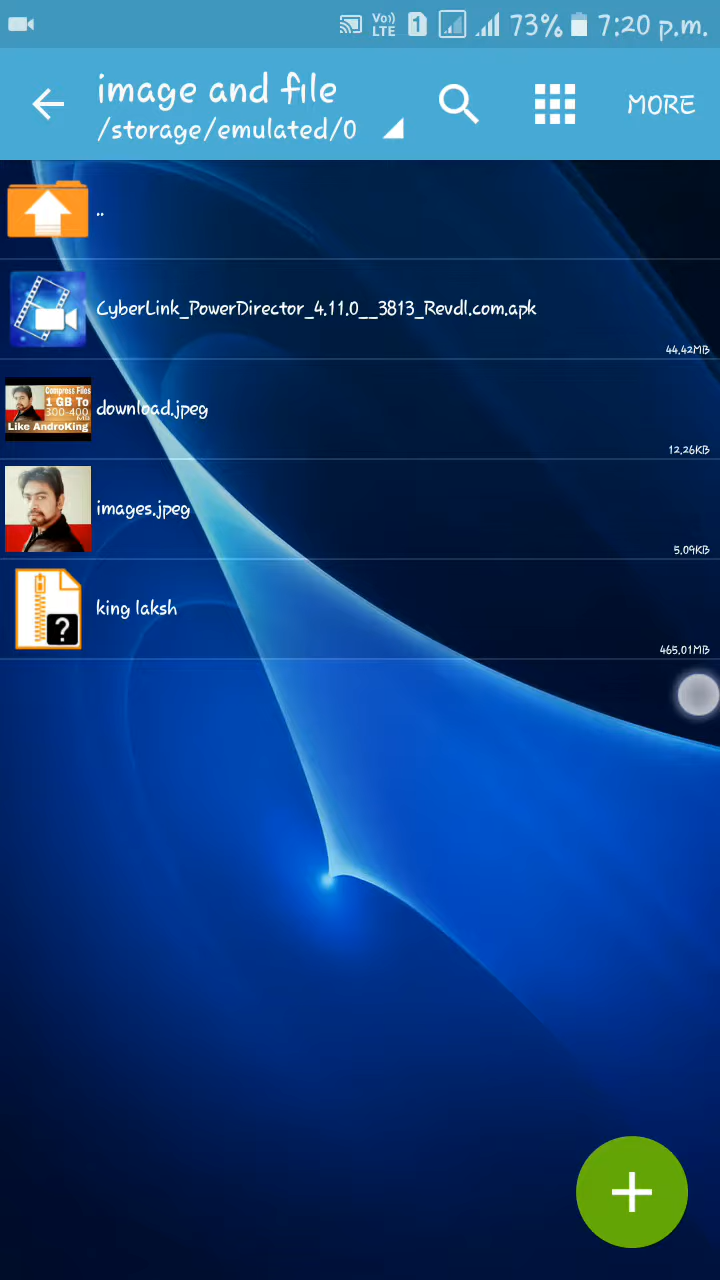 Vo)) LTE 1 73% 7:20 p.m.
image and file
/storage/emulated/0
MORE
..
CyberLink_PowerDirector_4.11.0__3813_Revdl.com.apk
44.42MB
Compress Files
1 GB To
300-400
MB
Like AndroKing
download.jpeg
12.26KB
images.jpeg
5.09KB
?
king laksh
465.01MB